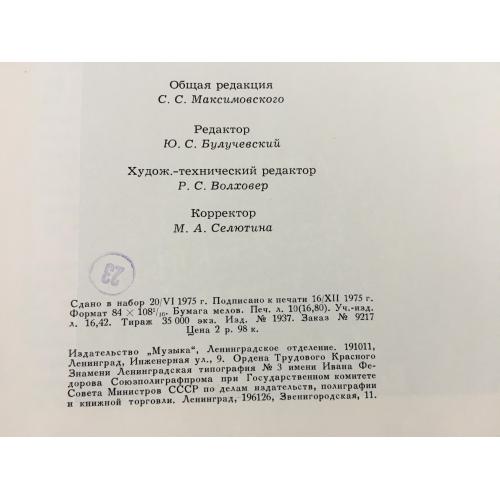 Общая редакция
С. С. Максимовского
Редактор
Ю. С. Булучевский
Худож.-технический редактор
Р. С. Волховер
Корректор
М. А. Селютина
23
Сдано в набор 20/VI 1975 г. Подписано к печати 16/XII 1975 г.
Формат 84 × 108²/₁₆. Бумага мелов. Печ. л. 10(16,80). Уч.-изд.
л. 16,42. Тираж 35 000 экз. Изд. № 1937. Заказ № 9217
Цена 2 р. 98 к.
Издательство „Музыка“, Ленинградское отделение. 191011,
Ленинград, Инженерная ул., 9. Ордена Трудового Красного
Знамени Ленинградская типография № 3 имени Ивана Фе-
дорова Союзполиграфпрома при Государственном комитете
Совета Министров СССР по делам издательств, полиграфии
и книжной торговли. Ленинград, 196126, Звенигородская, 11.